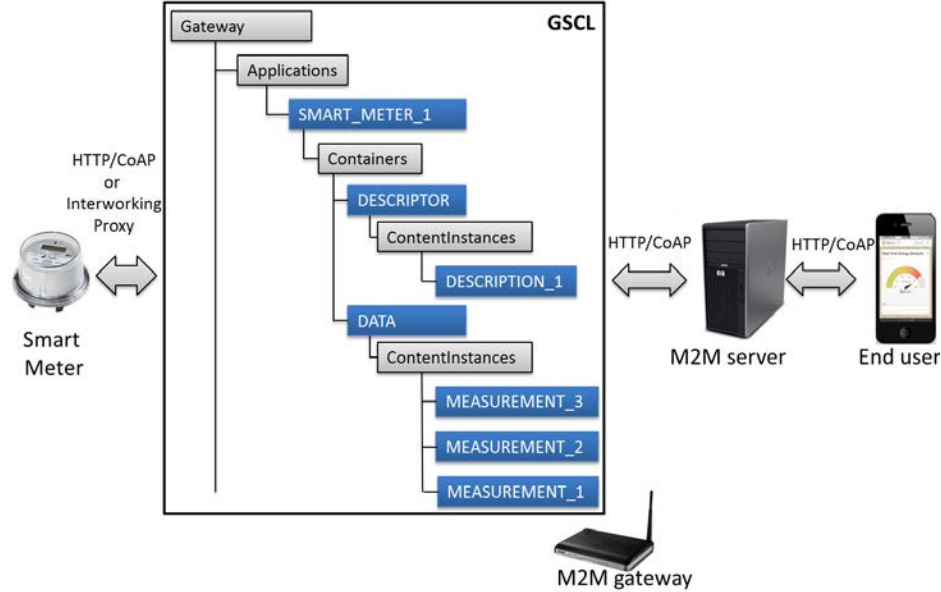 GSCL
Gateway
Applications
SMART_METER_1
Containers
DESCRIPTOR
ContentInstances
DESCRIPTION_1
DATA
ContentInstances
MEASUREMENT_3
MEASUREMENT_2
MEASUREMENT_1
HTTP/CoAP
or
Interworking
Proxy
Smart
Meter
HTTP/CoAP
M2M server
HTTP/CoAP
End user
M2M gateway